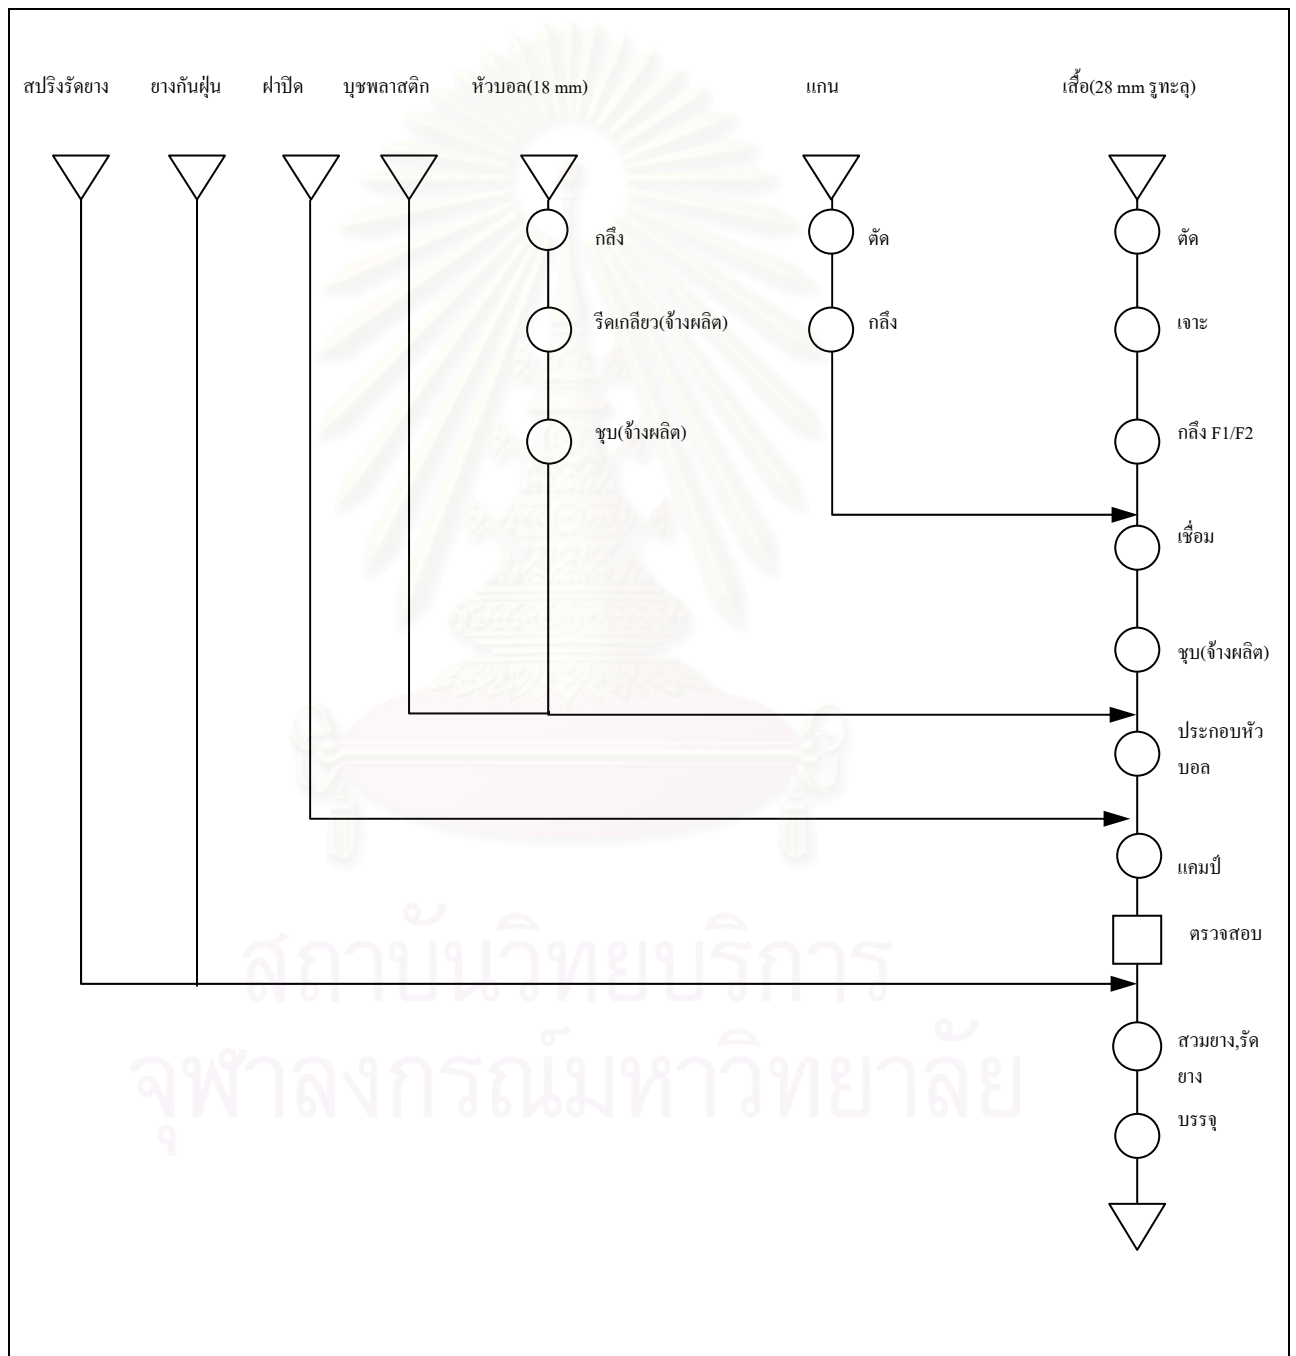 สปริงรัดยาง ยางกันฝุ่น ฝาปิด บุชพลาสติก หัวบอล(18 mm) แกน เสื้อ(28 mm รูทะลุ)
กลึง ตัด ตัด
รีดเกลียว(จ้างผลิต) กลึง เจาะ
ชุบ(จ้างผลิต) กลึง F1/F2
เชื่อม
ชุบ(จ้างผลิต)
ประกอบหัว
บอล
แคมป์
ตรวจสอบ
สวมยาง,รัด
ยาง
บรรจุ
สถาบันวิทยบริการ
จุฬาลงกรณ์มหาวิทยาลัย